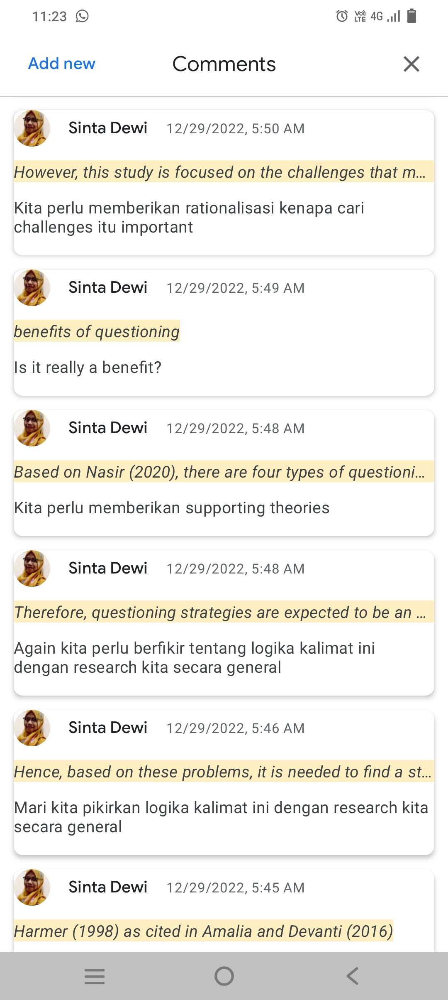 11:23
Vo)) LTE 4G
Add new Comments
Sinta Dewi 12/29/2022, 5:50 AM
However, this study is focused on the challenges that m...
Kita perlu memberikan rationalisasi kenapa cari
challenges itu important
Sinta Dewi 12/29/2022, 5:49 AM
benefits of questioning
Is it really a benefit?
Sinta Dewi 12/29/2022, 5:48 AM
Based on Nasir (2020), there are four types of questioni...
Kita perlu memberikan supporting theories
Sinta Dewi 12/29/2022, 5:48 AM
Therefore, questioning strategies are expected to be an ...
Again kita perlu berfikir tentang logika kalimat ini
dengan research kita secara general
Sinta Dewi 12/29/2022, 5:46 AM
Hence, based on these problems, it is needed to find a st...
Mari kita pikirkan logika kalimat ini dengan research kita
secara general
Sinta Dewi 12/29/2022, 5:45 AM
Harmer (1998) as cited in Amalia and Devanti (2016)